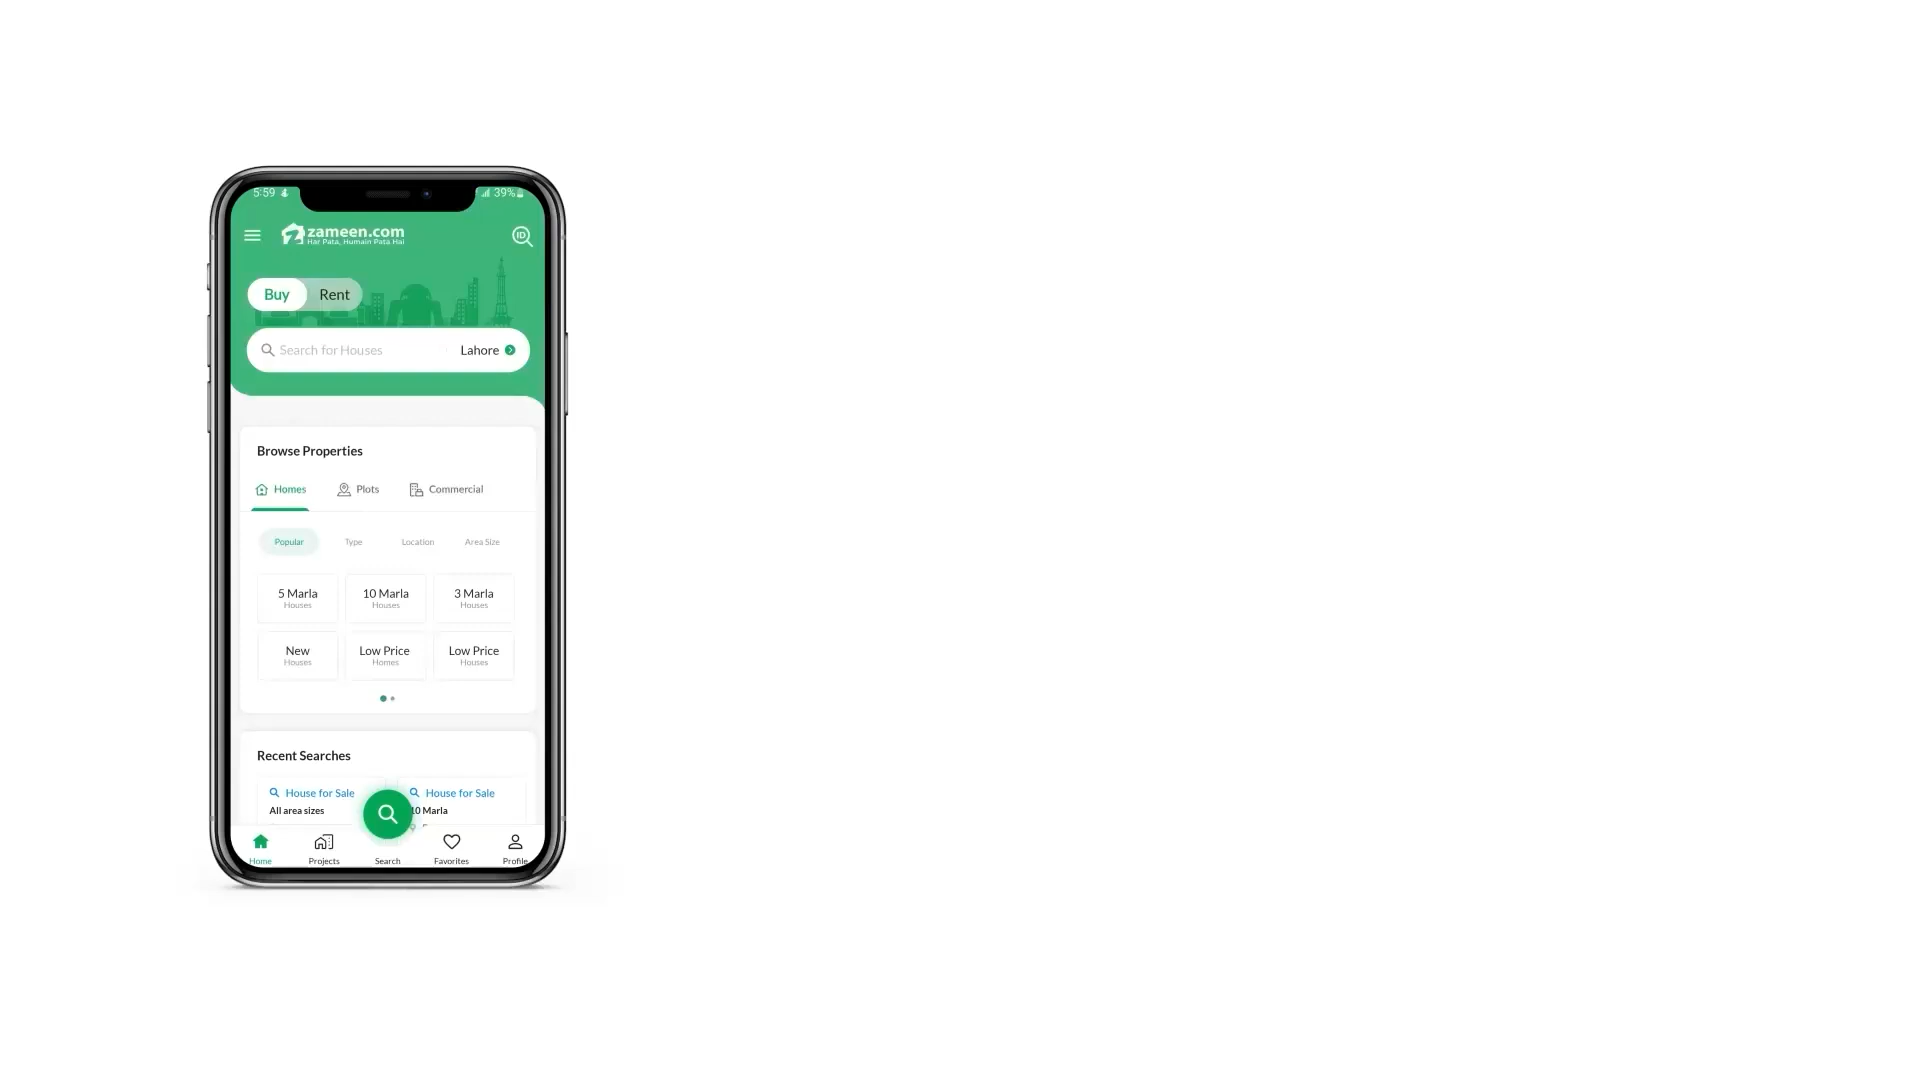 5:59
39%
zameen.com
Har Pata, Humain Pata Hai
ID
Buy Rent
Search for Houses Lahore
Browse Properties
Homes Plots Commercial
Popular Type Location Area Size
5 Marla 10 Marla 3 Marla
Houses Houses Houses
New Low Price Low Price
Houses Homes Houses
Recent Searches
House for Sale House for Sale
All area sizes 10 Marla
Home Projects Search Favorites Profile